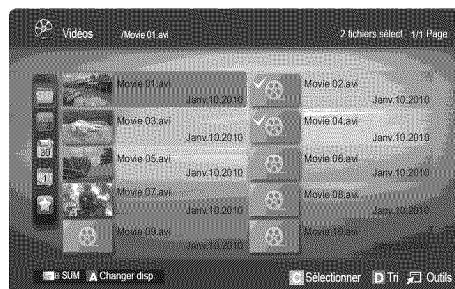 Vidéos /Movie 01.avi 2 fichiers sélect. 1/1 Page
Movie 01.avi Movie 02.avi
Janv.10.2010 Janv.10.2010
Movie 03.avi Movie 04.avi
Janv.10.2010 Janv.10.2010
Movie 05.avi Movie 06.avi
Janv.10.2010 Janv.10.2010
Movie 07.avi Movie 08.avi
Janv.10.2010 Janv.10.2010
Movie 09.avi Movie 10.avi
Janv.10.2010 Janv.10.2010
SUM A Changer disp. C Sélectionner D Tri Outils